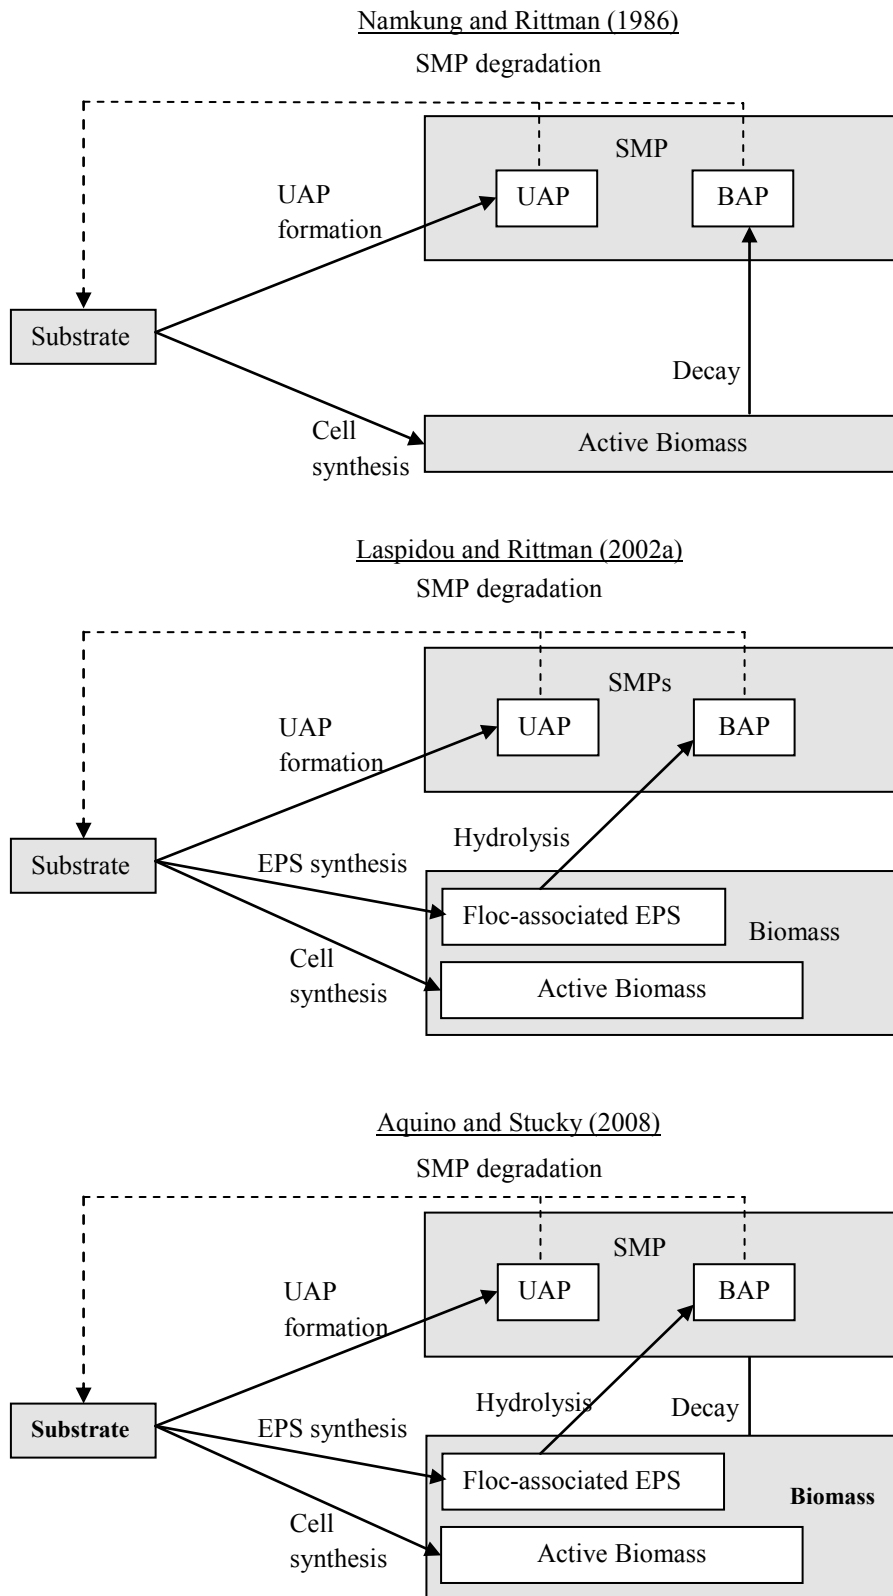 Namkung and Rittman (1986)
SMP degradation
SMP
UAP
BAP
UAP
formation
Substrate
Decay
Cell
synthesis
Active Biomass
Laspidou and Rittman (2002a)
SMP degradation
SMPs
UAP
BAP
UAP
formation
Hydrolysis
Substrate
EPS synthesis
Floc-associated EPS
Biomass
Cell
synthesis
Active Biomass
Aquino and Stucky (2008)
SMP degradation
SMP
UAP
BAP
UAP
formation
Hydrolysis
Decay
Substrate
EPS synthesis
Floc-associated EPS
Biomass
Cell
synthesis
Active Biomass